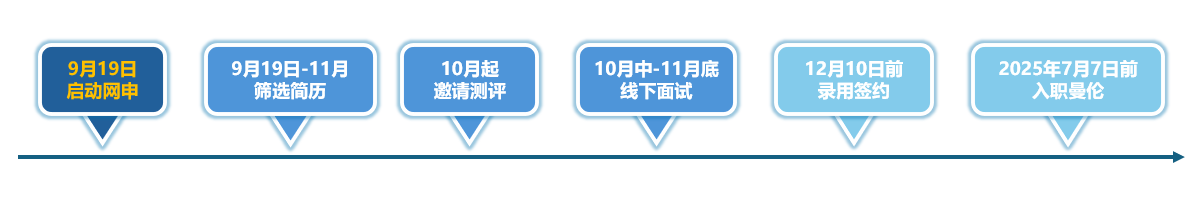 9月19日
启动网申
9月19日-11月
筛选简历
10月起
邀请测评
10月中-11月底
线下面试
12月10日前
录用签约
2025年7月7日前
入职曼伦